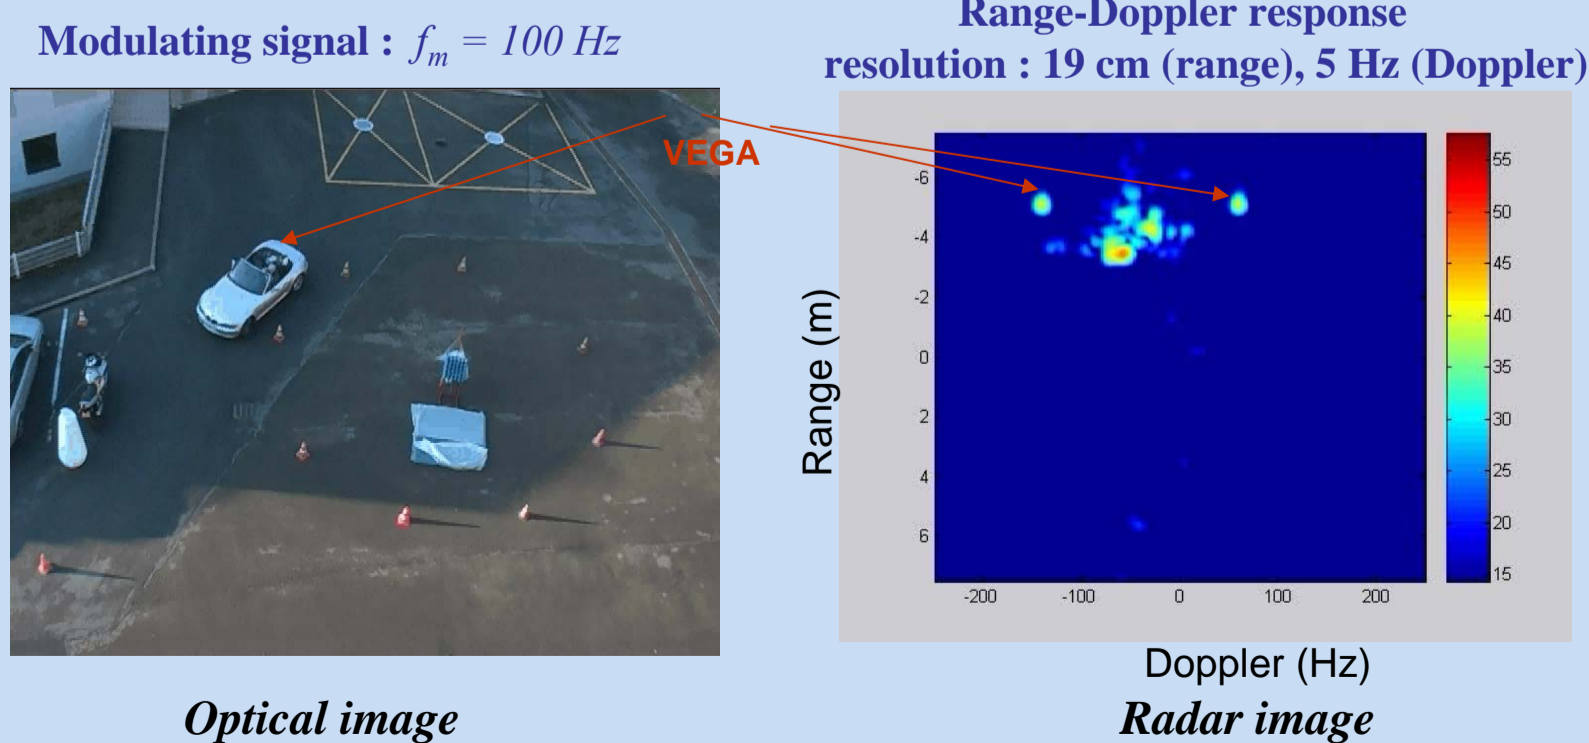 Modulating signal : fm = 100 Hz
Range-Doppler response
resolution : 19 cm (range), 5 Hz (Doppler)
VEGA
Range (m)
-6
-4
-2
0
2
4
6
-200 -100 0 100 200
55
50
45
40
35
30
25
20
15
Doppler (Hz)
Optical image
Radar image